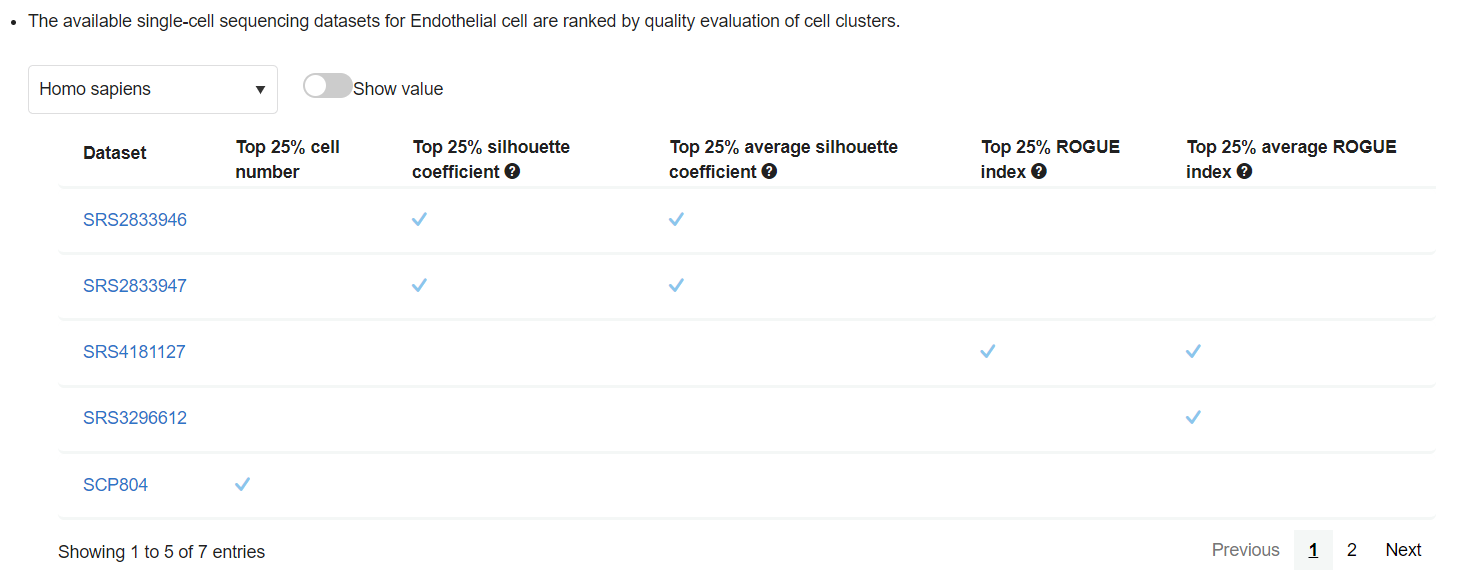 The available single-cell sequencing datasets for Endothelial cell are ranked by quality evaluation of cell clusters.
Homo sapiens
Show value
Dataset
Top 25% cell
number
Top 25% silhouette
coefficient
Top 25% average silhouette
coefficient
Top 25% ROGUE
index
Top 25% average ROGUE
index
SRS2833946
SRS2833947
SRS4181127
SRS3296612
SCP804
Showing 1 to 5 of 7 entries
Previous 1 2 Next